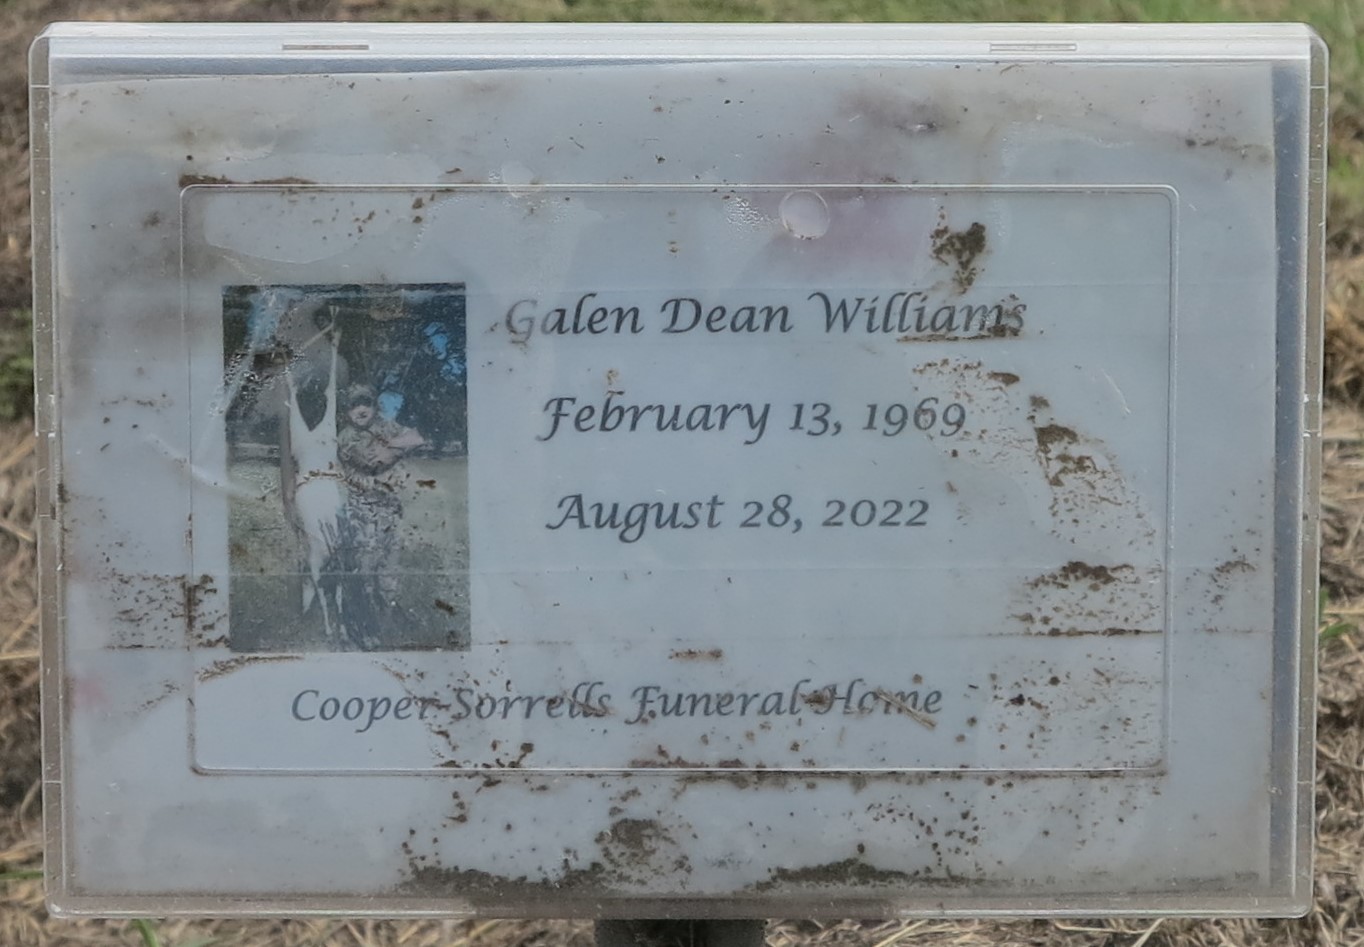 Galen Dean Williams
February 13, 1969
August 28, 2022
Cooper-Sorrells Funeral Home